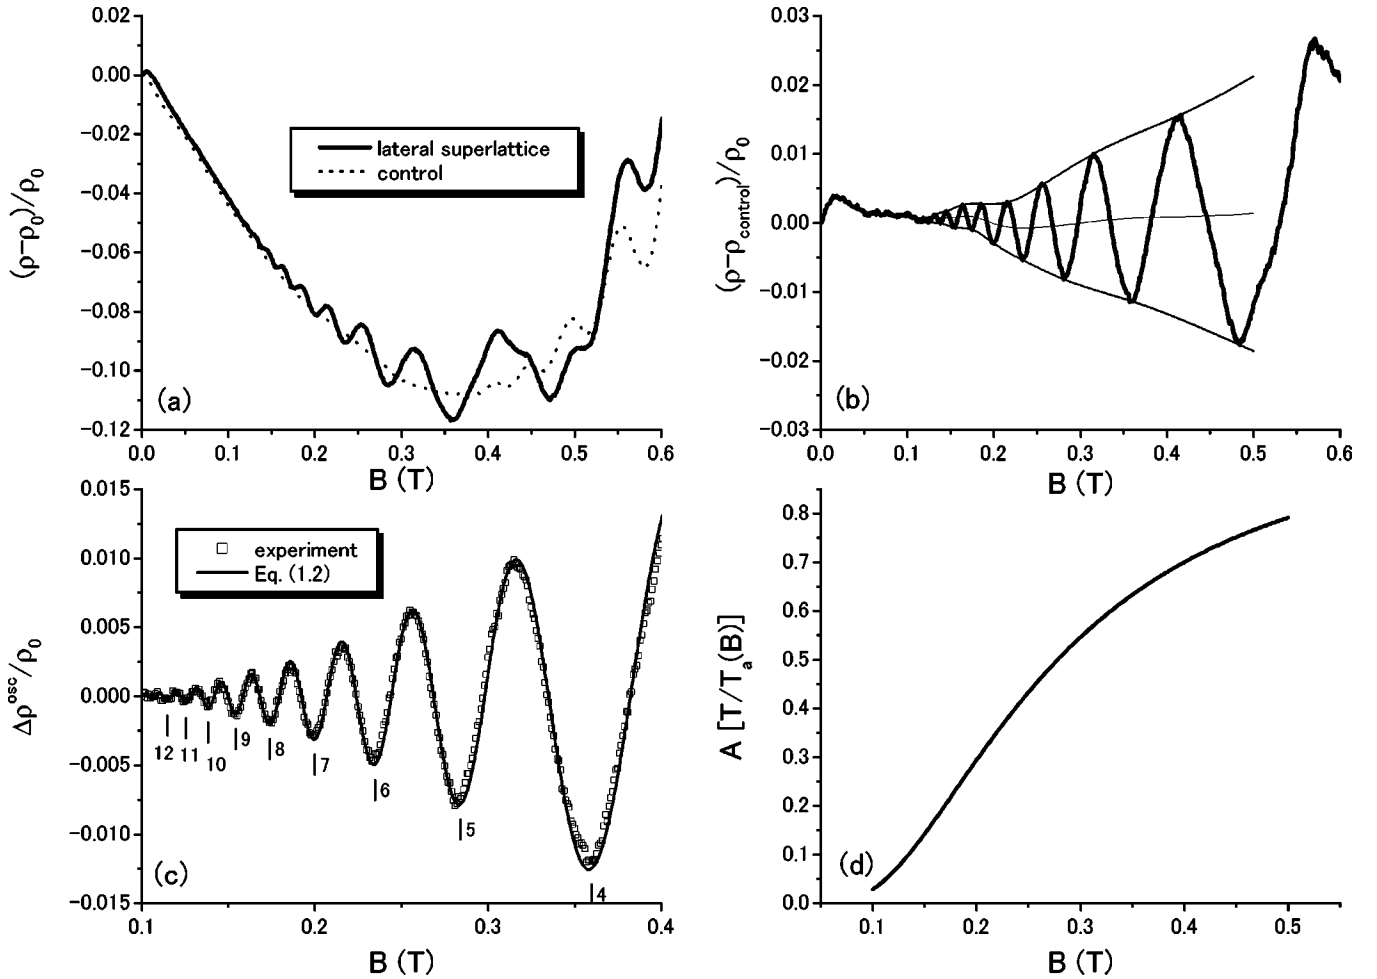 0.02
0.00
−0.02
−0.04
−0.06
−0.08
−0.10
−0.12
(ρ−ρ0)/ρ0
lateral superlattice
control
(a)
0.0 0.1 0.2 0.3 0.4 0.5 0.6
B (T)
0.03
0.02
0.01
0.00
−0.01
−0.02
−0.03
(ρ−ρcontrol)/ρ0
(b)
0.0 0.1 0.2 0.3 0.4 0.5 0.6
B (T)
0.015
0.010
0.005
0.000
−0.005
−0.010
−0.015
Δρosc/ρ0
experiment
Eq. (1.2)
12 11 10 9 8 7 6 5 4
(c)
0.1 0.2 0.3 0.4
B (T)
0.8
0.7
0.6
0.5
0.4
0.3
0.2
0.1
0.0
A [T/Ta(B)]
(d)
0.1 0.2 0.3 0.4 0.5
B (T)